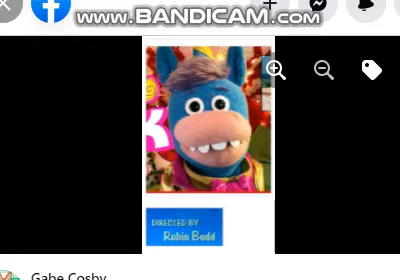 www.BANDICAM.com
K
DIRECTED BY
Robin Budd
Gabe Cosby